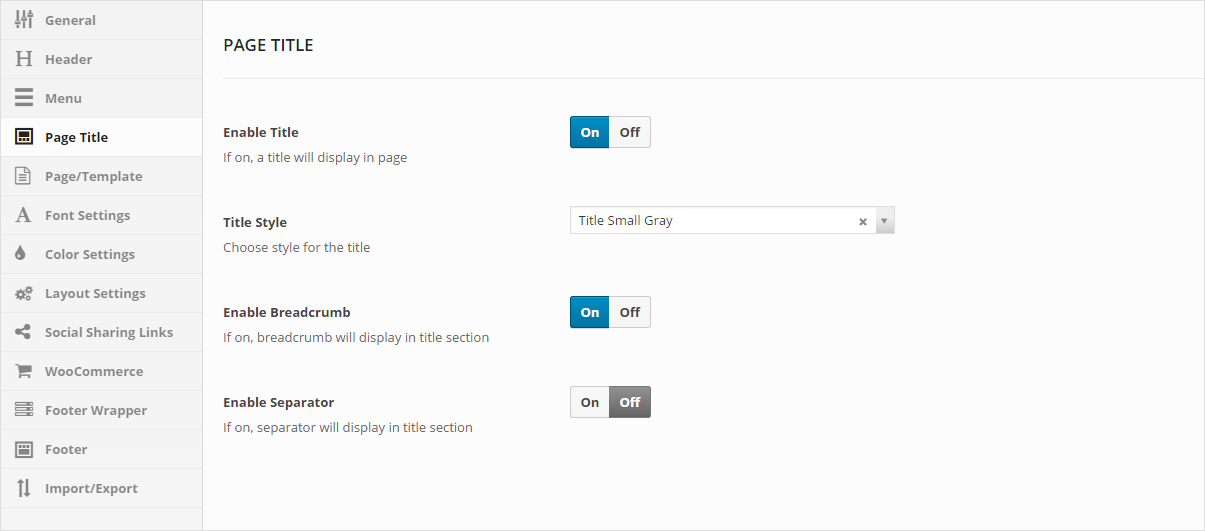 General
Header
Menu
Page Title
Page/Template
Font Settings
Color Settings
Layout Settings
Social Sharing Links
WooCommerce
Footer Wrapper
Footer
Import/Export
PAGE TITLE
Enable Title
On Off
If on, a title will display in page
Title Style
Title Small Gray
Choose style for the title
Enable Breadcrumb
On Off
If on, breadcrumb will display in title section
Enable Separator
On Off
If on, separator will display in title section